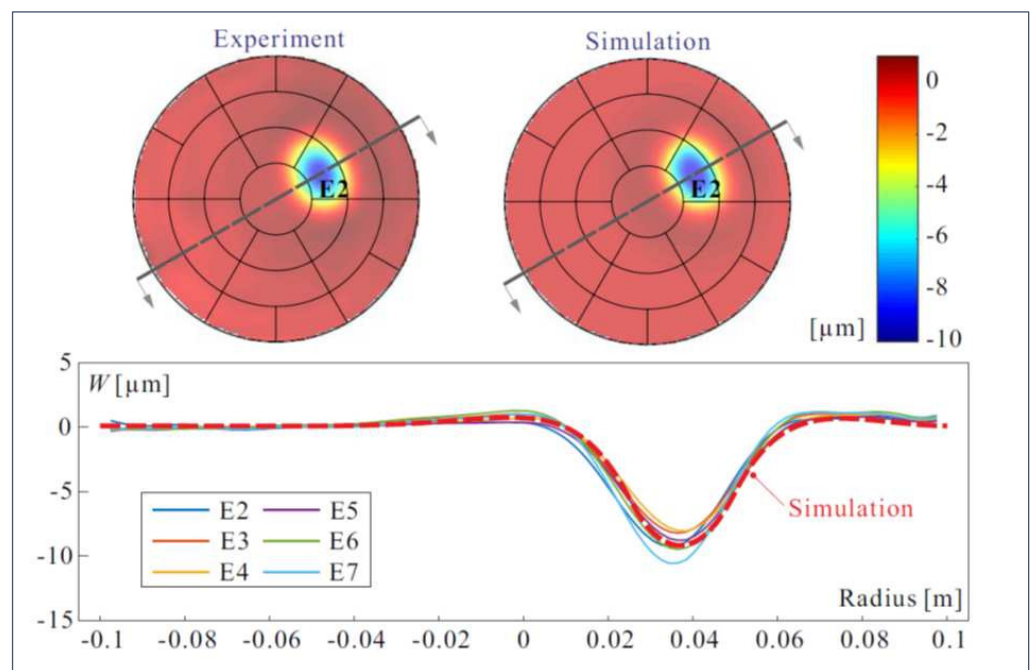 Experiment
Simulation
E2
E2
0
-2
-4
-6
-8
-10
[μm]
5
0
-5
-10
-15
W [μm]
E2
E3
E4
E5
E6
E7
Simulation
Radius [m]
-0.1 -0.08 -0.06 -0.04 -0.02 0 0.02 0.04 0.06 0.08 0.1